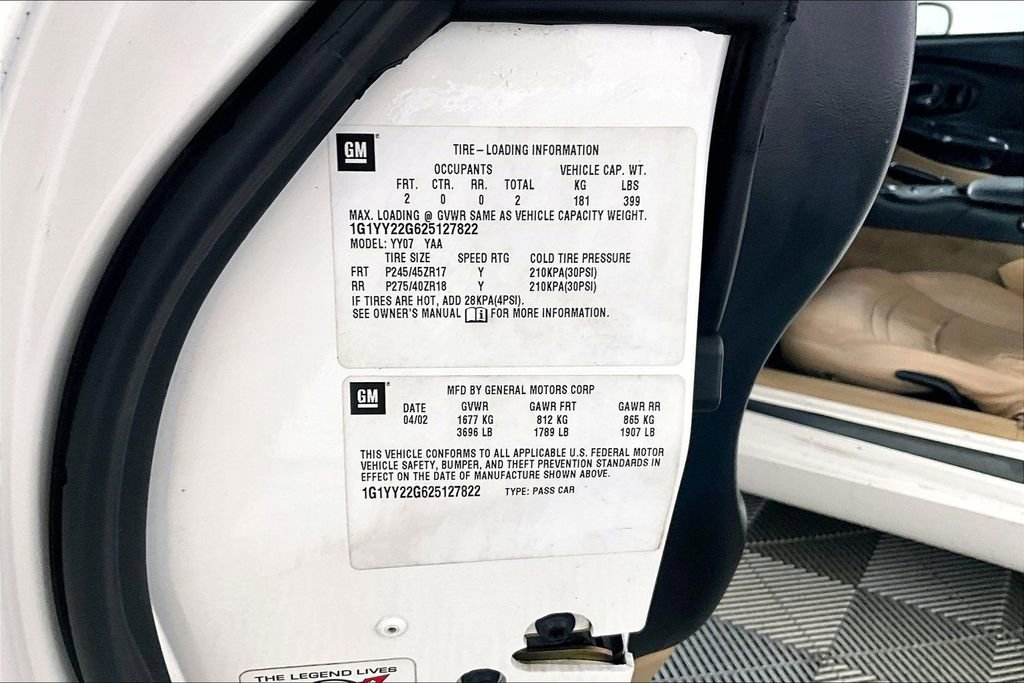 GM
TIRE – LOADING INFORMATION
OCCUPANTS VEHICLE CAP. WT.
FRT. CTR. RR. TOTAL KG LBS
2 0 0 2 181 399
MAX. LOADING @ GVWR SAME AS VEHICLE CAPACITY WEIGHT.
1G1YY22G625127822
MODEL: YY07 YAA
TIRE SIZE SPEED RTG COLD TIRE PRESSURE
FRT P245/45ZR17 Y 210KPA(30PSI)
RR P275/40ZR18 Y 210KPA(30PSI)
IF TIRES ARE HOT, ADD 28KPA(4PSI).
SEE OWNER'S MANUAL i FOR MORE INFORMATION.
GM
MFD BY GENERAL MOTORS CORP
DATE GVWR GAWR FRT GAWR RR
04/02 1677 KG 812 KG 865 KG
3696 LB 1789 LB 1907 LB
THIS VEHICLE CONFORMS TO ALL APPLICABLE U.S. FEDERAL MOTOR
VEHICLE SAFETY, BUMPER, AND THEFT PREVENTION STANDARDS IN
EFFECT ON THE DATE OF MANUFACTURE SHOWN ABOVE.
1G1YY22G625127822 TYPE: PASS CAR
THE LEGEND LIVES